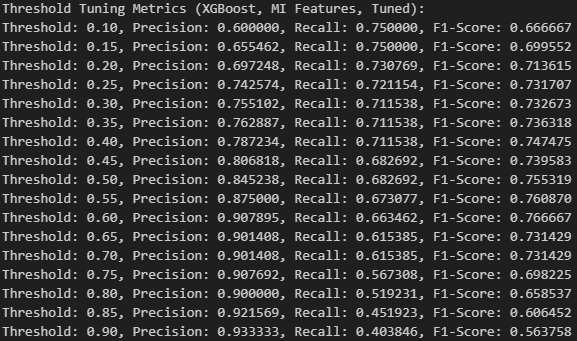 Threshold Tuning Metrics (XGBoost, MI Features, Tuned):
Threshold: 0.10, Precision: 0.600000, Recall: 0.750000, F1-Score: 0.666667
Threshold: 0.15, Precision: 0.655462, Recall: 0.750000, F1-Score: 0.699552
Threshold: 0.20, Precision: 0.697248, Recall: 0.730769, F1-Score: 0.713615
Threshold: 0.25, Precision: 0.742574, Recall: 0.721154, F1-Score: 0.731707
Threshold: 0.30, Precision: 0.755102, Recall: 0.711538, F1-Score: 0.732673
Threshold: 0.35, Precision: 0.762887, Recall: 0.711538, F1-Score: 0.736318
Threshold: 0.40, Precision: 0.787234, Recall: 0.711538, F1-Score: 0.747475
Threshold: 0.45, Precision: 0.806818, Recall: 0.682692, F1-Score: 0.739583
Threshold: 0.50, Precision: 0.845238, Recall: 0.682692, F1-Score: 0.755319
Threshold: 0.55, Precision: 0.875000, Recall: 0.673077, F1-Score: 0.760870
Threshold: 0.60, Precision: 0.907895, Recall: 0.663462, F1-Score: 0.766667
Threshold: 0.65, Precision: 0.901408, Recall: 0.615385, F1-Score: 0.731429
Threshold: 0.70, Precision: 0.901408, Recall: 0.615385, F1-Score: 0.731429
Threshold: 0.75, Precision: 0.907692, Recall: 0.567308, F1-Score: 0.698225
Threshold: 0.80, Precision: 0.900000, Recall: 0.519231, F1-Score: 0.658537
Threshold: 0.85, Precision: 0.921569, Recall: 0.451923, F1-Score: 0.606452
Threshold: 0.90, Precision: 0.933333, Recall: 0.403846, F1-Score: 0.563758